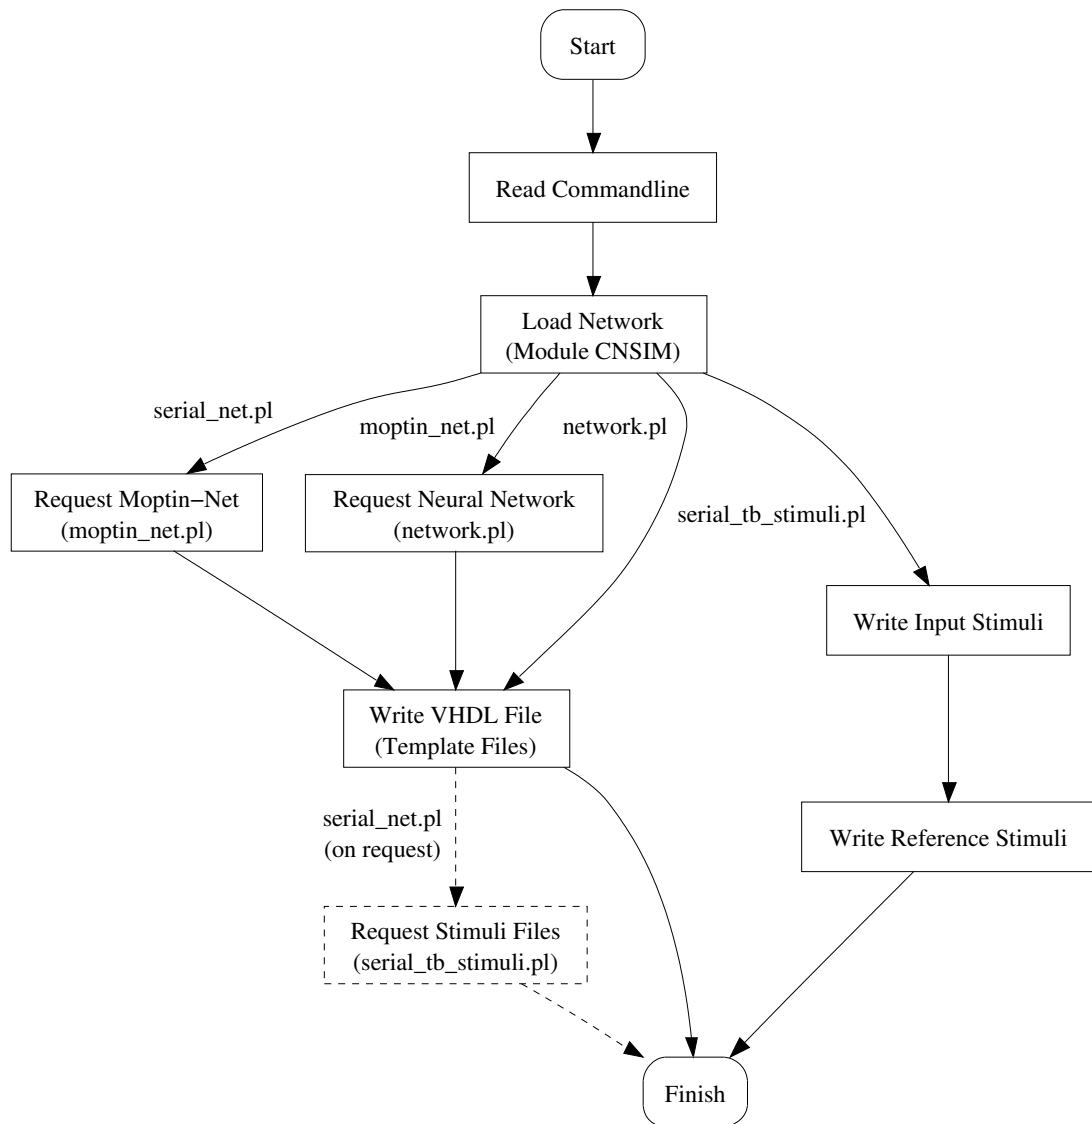 Start
Read Commandline
Load Network
(Module CNSIM)
serial_net.pl
moptin_net.pl
network.pl
serial_tb_stimuli.pl
Request Moptin−Net
(moptin_net.pl)
Request Neural Network
(network.pl)
Write Input Stimuli
Write VHDL File
(Template Files)
serial_net.pl
(on request)
Write Reference Stimuli
Request Stimuli Files
(serial_tb_stimuli.pl)
Finish